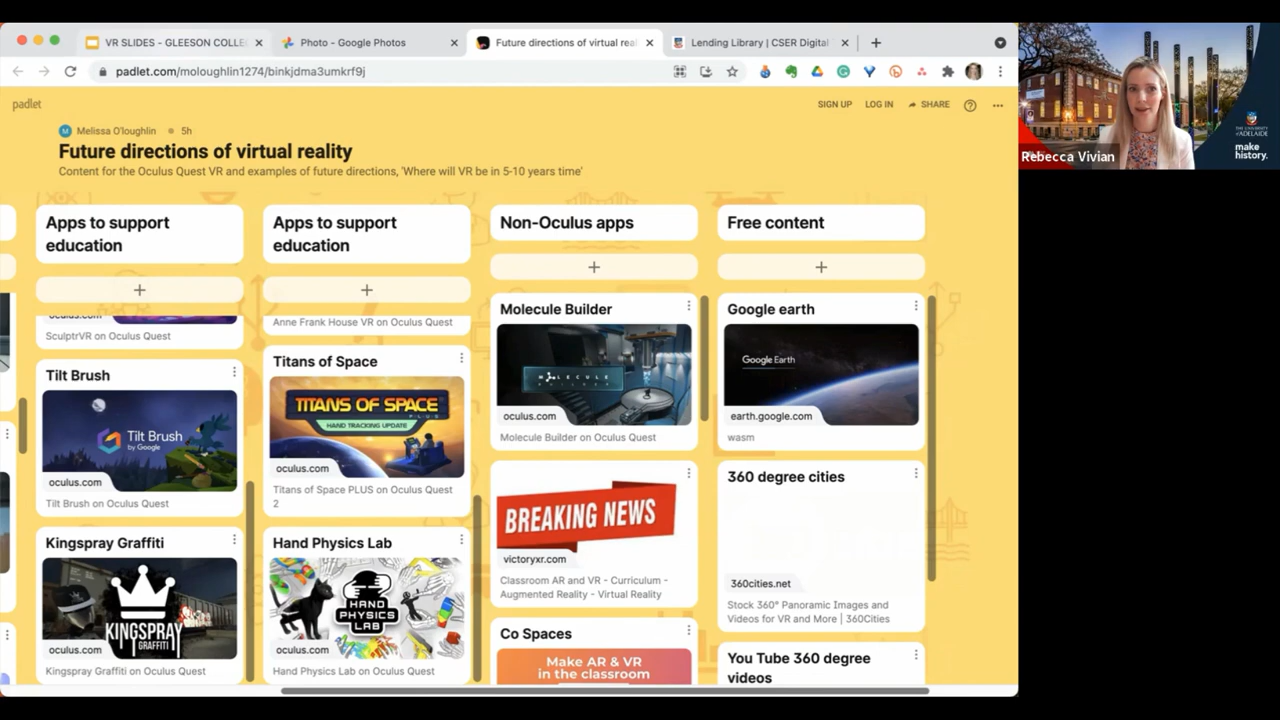 VR SLIDES - GLEESON COLLE
Photo - Google Photos
Future directions of virtual rea
Lending Library | CSER Digital
padlet.com/moloughlin1274/binkjdma3umkrf9j
padlet
SIGN UP
LOG IN
SHARE
M
Melissa O'loughlin
5h
Future directions of virtual reality
Content for the Oculus Quest VR and examples of future directions, 'Where will VR be in 5-10 years time'
Apps to support
education
SculptrVR on Oculus Quest
Tilt Brush
Tilt Brush
by Google
oculus.com
Tilt Brush on Oculus Quest
Kingspray Graffiti
KINGSPRAY
GRAFFITI
oculus.com
Kingspray Graffiti on Oculus Quest
Apps to support
education
Anne Frank House VR on Oculus Quest
Titans of Space
TITANS OF SPACE
PLUS
HAND TRACKING UPDATE
oculus.com
Titans of Space PLUS on Oculus Quest
2
Hand Physics Lab
HAND
PHYSICS
LAB
oculus.com
Hand Physics Lab on Oculus Quest
Non-Oculus apps
Molecule Builder
MOLECULE
BUILDER
oculus.com
Molecule Builder on Oculus Quest
BREAKING NEWS
victoryxr.com
Classroom AR and VR - Curriculum -
Augmented Reality - Virtual Reality
Co Spaces
Make AR & VR
in the classroom
Free content
Google earth
Google Earth
earth.google.com
wasm
360 degree cities
360cities.net
Stock 360° Panoramic Images and
Videos for VR and More | 360Cities
You Tube 360 degree
videos
Rebecca Vivian
THE UNIVERSITY
of ADELAIDE
make
history.